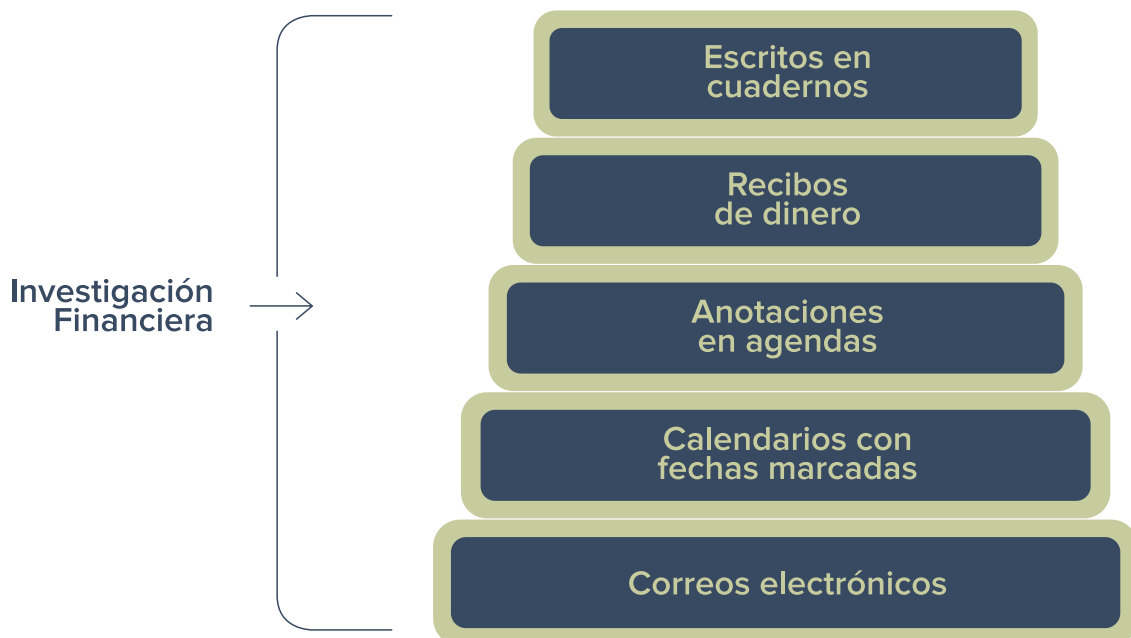 Escritos en
cuadernos
Recibos
de dinero
Investigación
Financiera
Anotaciones
en agendas
Calendarios con
fechas marcadas
Correos electrónicos